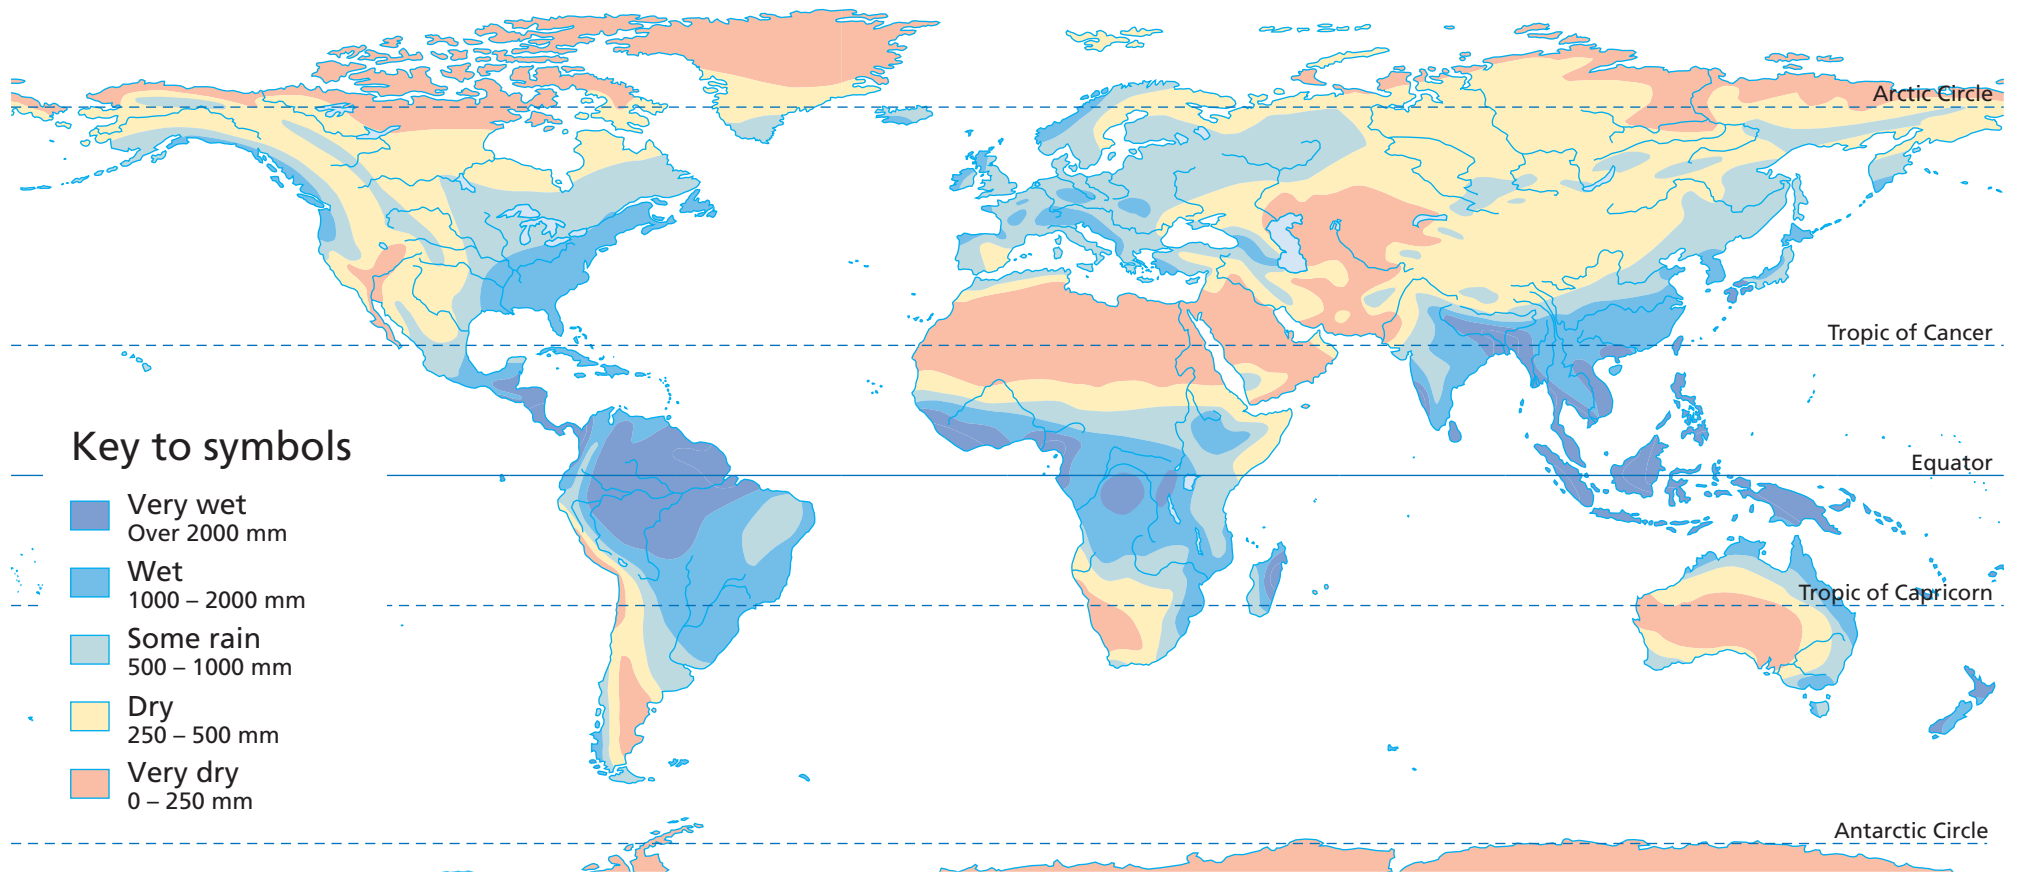 Arctic Circle
Tropic of Cancer
Equator
Tropic of Capricorn
Antarctic Circle
Key to symbols
Very wet
Over 2000 mm
Wet
1000 – 2000 mm
Some rain
500 – 1000 mm
Dry
250 – 500 mm
Very dry
0 – 250 mm